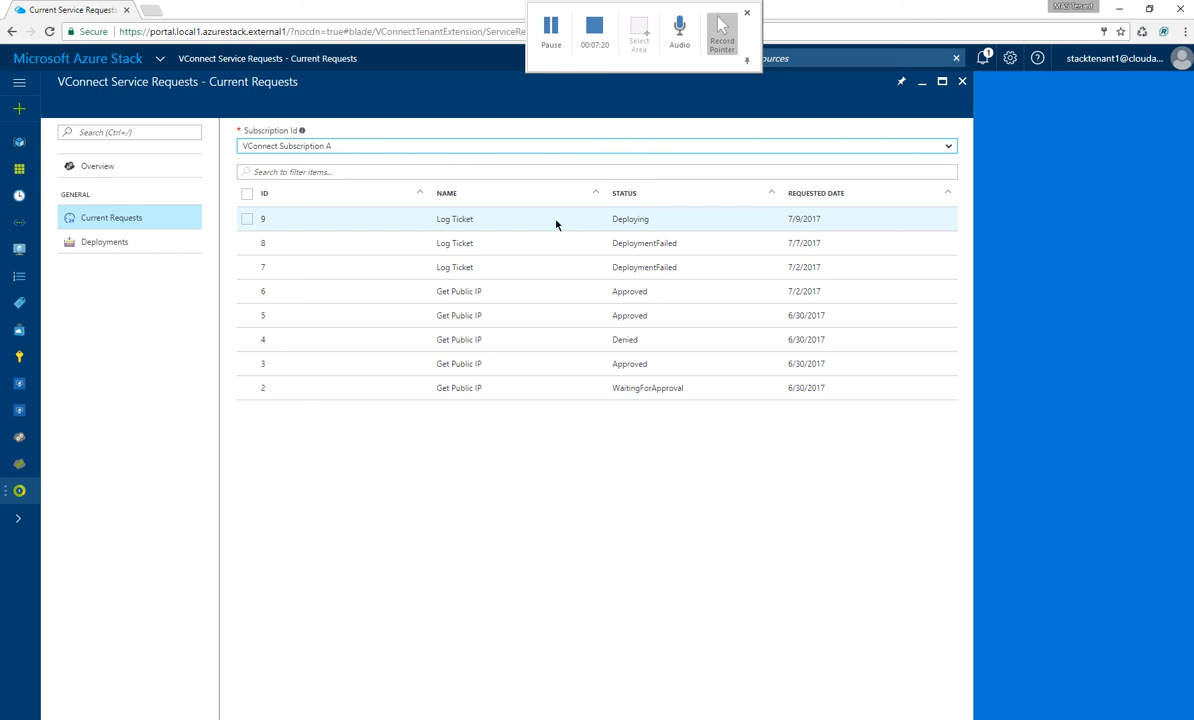 Current Service Requests
MAS Tenant
Secure
https://portal.local1.azurestack.external1/?nocdn=true#blade/VConnectTenantExtension/ServiceRe
Pause
00:07:20
Select Area
Audio
Record Pointer
Microsoft Azure Stack
VConnect Service Requests - Current Requests
ources
1
stacktenant1@clouda...
VConnect Service Requests - Current Requests
Search (Ctrl+/)
Overview
GENERAL
Current Requests
Deployments
* Subscription Id
VConnect Subscription A
Search to filter items...
ID NAME STATUS REQUESTED DATE
9 Log Ticket Deploying 7/9/2017
8 Log Ticket DeploymentFailed 7/7/2017
7 Log Ticket DeploymentFailed 7/2/2017
6 Get Public IP Approved 7/2/2017
5 Get Public IP Approved 6/30/2017
4 Get Public IP Denied 6/30/2017
3 Get Public IP Approved 6/30/2017
2 Get Public IP WaitingForApproval 6/30/2017